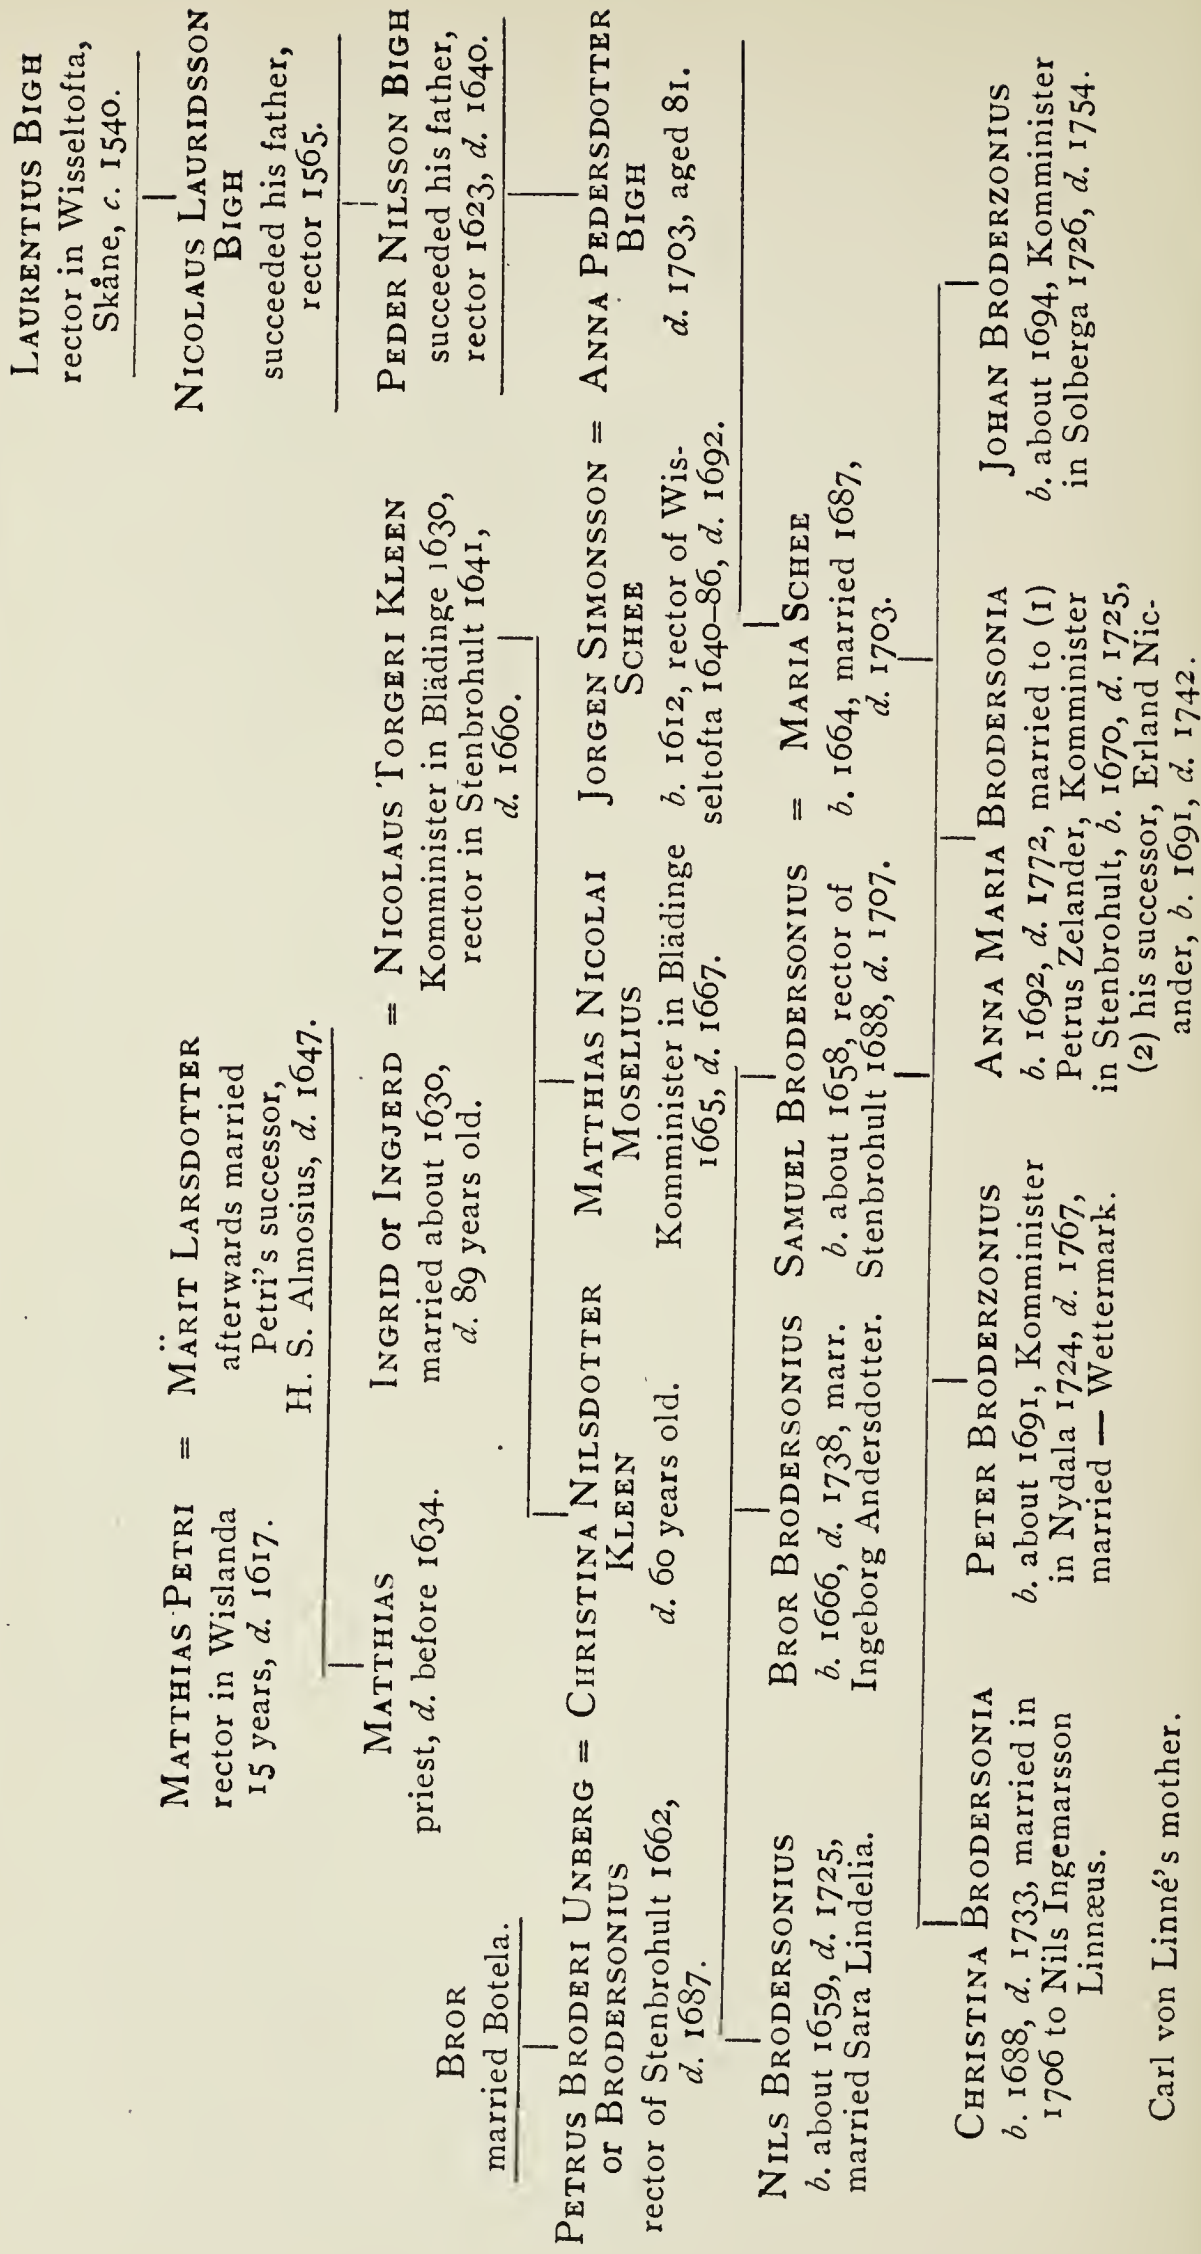 LAURENTIUS BIGH
rector in Wisseltofta,
Skåne, c. 1540.
NICOLAUS LAURIDSSON
BIGH
succeeded his father,
rector 1565.
MATTHIAS PETRI = MÄRIT LARSDOTTER
rector in Wislanda
15 years, d. 1617.
afterwards married
Petri's successor,
H. S. Almosius, d. 1647.
PEDER NILSSON BIGH
succeeded his father,
rector 1623, d. 1640.
MATTHIAS
priest, d. before 1634.
INGRID or INGJERD = NICOLAUS TORGERI KLEEN
married about 1630,
d. 89 years old.
Komminister in Blädinge 1630,
rector in Stenbrohult 1641,
d. 1660.
BROR
married Botela.
PETRUS BRODERI UNBERG = CHRISTINA NILSDOTTER
or BRODERSONIUS
rector of Stenbrohult 1662,
d. 1687.
KLEEN
d. 60 years old.
MATTHIAS NICOLAI
MOSELIUS
Komminister in Blädinge
1665, d. 1667.
JORGEN SIMONSSON = ANNA PEDERSDOTTER
SCHEE
b. 1612, rector of Wis-
seltofta 1640–86, d. 1692.
BIGH
d. 1703, aged 81.
NILS BRODERSONIUS
b. about 1659, d. 1725,
married Sara Lindelia.
BROR BRODERSONIUS
b. 1666, d. 1738, marr.
Ingeborg Andersdotter.
SAMUEL BRODERSONIUS = MARIA SCHEE
b. about 1658, rector of
Stenbrohult 1688, d. 1707.
b. 1664, married 1687,
d. 1703.
CHRISTINA BRODERSONIA
b. 1688, d. 1733, married in
1706 to Nils Ingemarsson
Linnæus.
PETER BRODERZONIUS
b. about 1691, Komminister
in Nydala 1724, d. 1767,
married — Wettermark.
ANNA MARIA BRODERSONIA
b. 1692, d. 1772, married to (1)
Petrus Zelander, Komminister
in Stenbrohult, b. 1670, d. 1725,
(2) his successor, Erland Nic-
ander, b. 1691, d. 1742.
JOHAN BRODERZONIUS
b. about 1694, Komminister
in Solberga 1726, d. 1754.
Carl von Linné's mother.